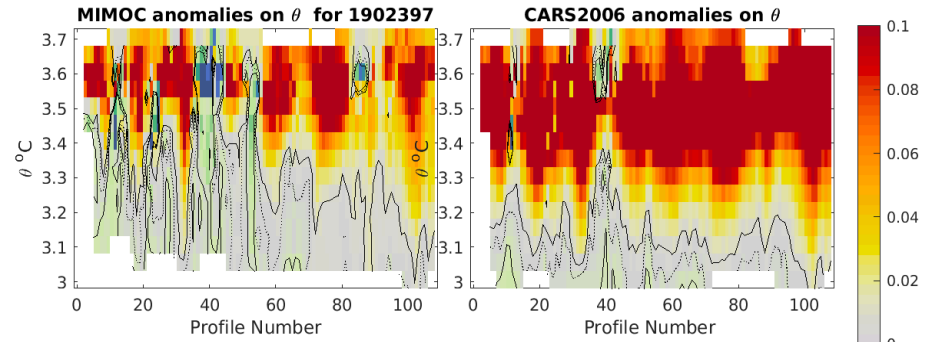 MIMOC anomalies on θ for 1902397
3.7
3.6
3.5
3.4
3.3
3.2
3.1
3
θ °C
0 20 40 60 80 100
Profile Number
CARS2006 anomalies on θ
3.7
3.6
3.5
3.4
3.3
3.2
3.1
3
θ °C
0 20 40 60 80 100
Profile Number
0.1
0.08
0.06
0.04
0.02